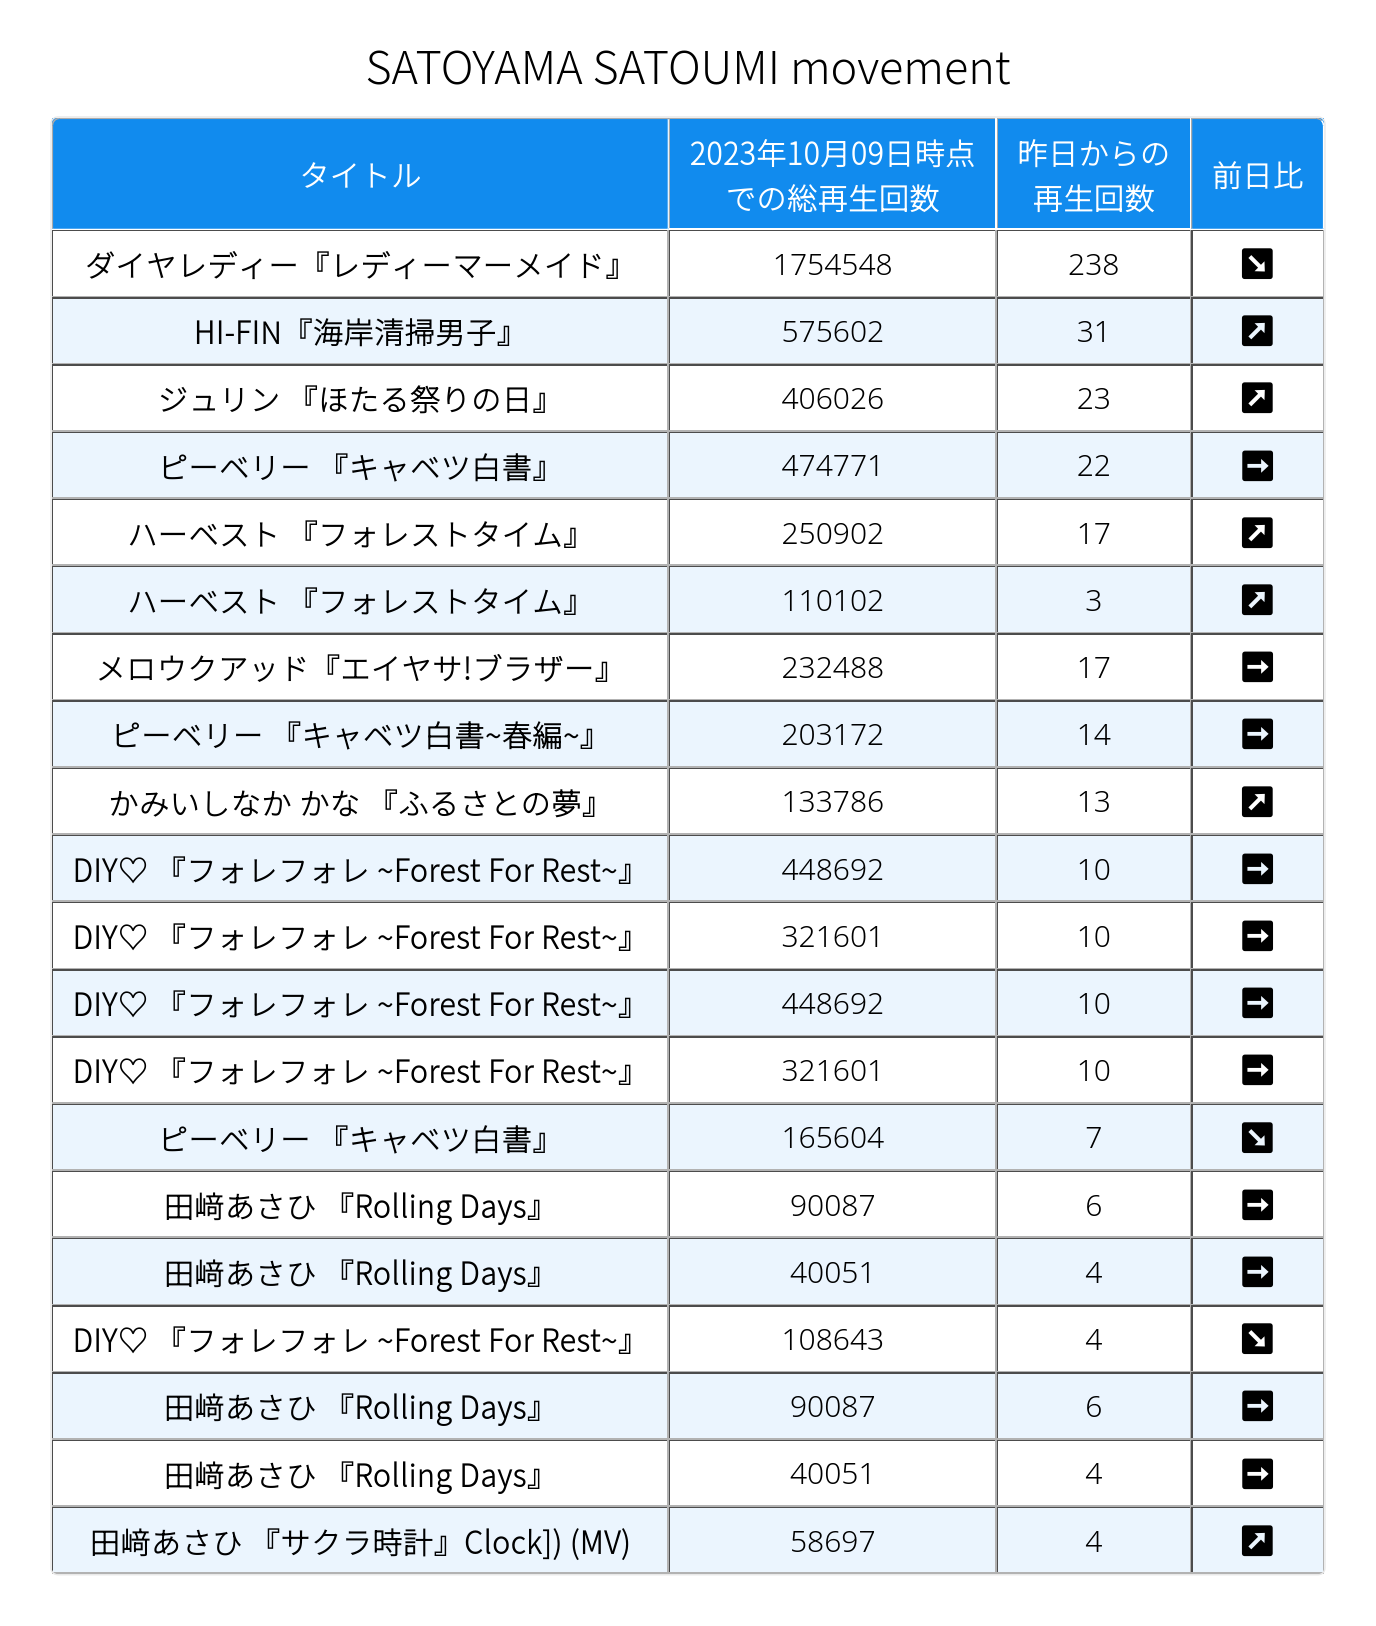 SATOYAMA SATOUMI movement
タイトル 2023年10月09日時点での総再生回数 昨日からの再生回数 前日比
ダイヤレディー『レディーマーメイド』 1754548 238
HI-FIN『海岸清掃男子』 575602 31
ジュリン 『ほたる祭りの日』 406026 23
ピーベリー 『キャベツ白書』 474771 22
ハーベスト 『フォレストタイム』 250902 17
ハーベスト 『フォレストタイム』 110102 3
メロウクアッド『エイヤサ!ブラザー』 232488 17
ピーベリー 『キャベツ白書~春編~』 203172 14
かみいしなか かな 『ふるさとの夢』 133786 13
DIY♡ 『フォレフォレ ~Forest For Rest~』 448692 10
DIY♡ 『フォレフォレ ~Forest For Rest~』 321601 10
DIY♡ 『フォレフォレ ~Forest For Rest~』 448692 10
DIY♡ 『フォレフォレ ~Forest For Rest~』 321601 10
ピーベリー 『キャベツ白書』 165604 7
田﨑あさひ 『Rolling Days』 90087 6
田﨑あさひ 『Rolling Days』 40051 4
DIY♡ 『フォレフォレ ~Forest For Rest~』 108643 4
田﨑あさひ 『Rolling Days』 90087 6
田﨑あさひ 『Rolling Days』 40051 4
田﨑あさひ 『サクラ時計』Clock]) (MV) 58697 4